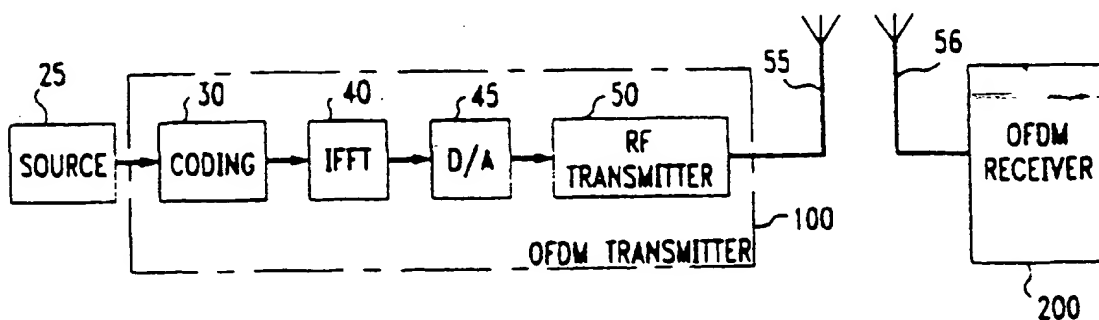 25
30
40
45
50
55
56
SOURCE
CODING
IFFT
D/A
RF
TRANSMITTER
OFDM
RECEIVER
100
OFDM TRANSMITTER
200